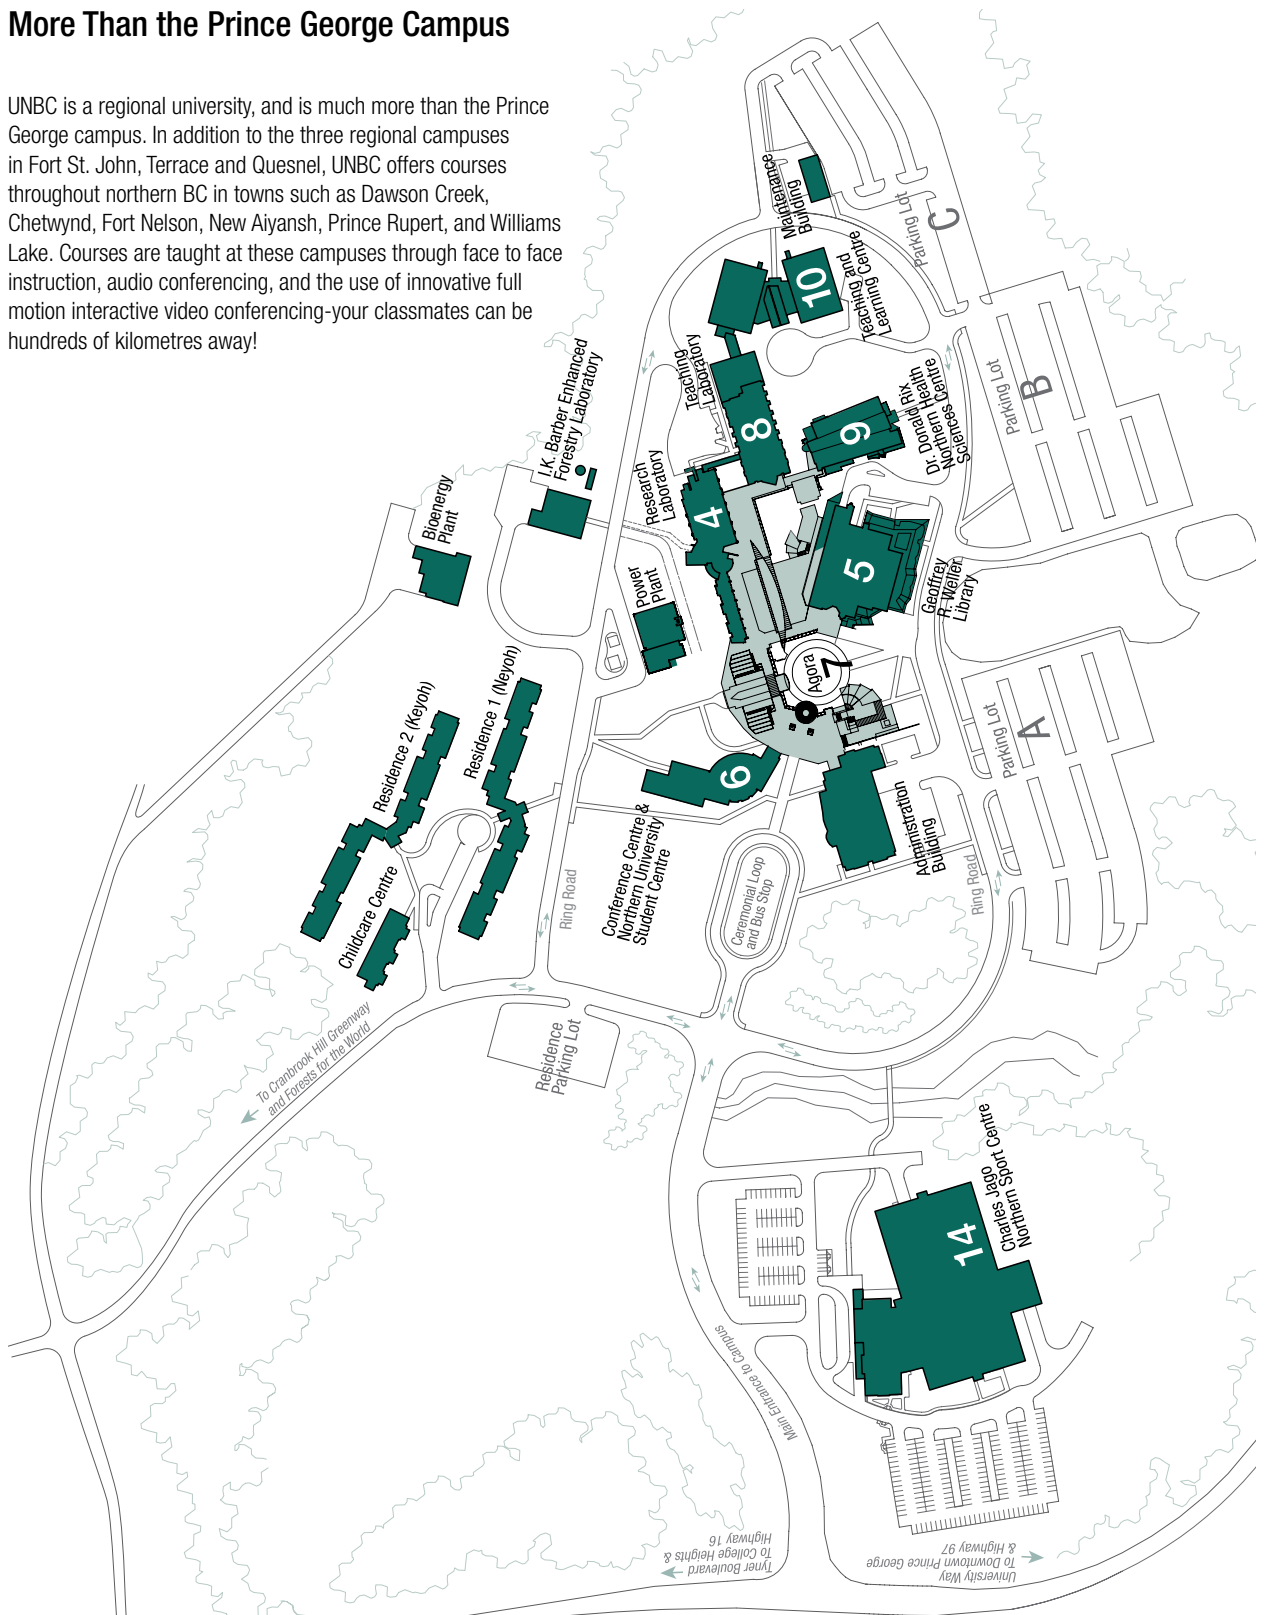 More Than the Prince George Campus
UNBC is a regional university, and is much more than the Prince
George campus. In addition to the three regional campuses
in Fort St. John, Terrace and Quesnel, UNBC offers courses
throughout northern BC in towns such as Dawson Creek,
Chetwynd, Fort Nelson, New Aiyansh, Prince Rupert, and Williams
Lake. Courses are taught at these campuses through face to face
instruction, audio conferencing, and the use of innovative full
motion interactive video conferencing-your classmates can be
hundreds of kilometres away!
Maintenance
Building
Parking Lot
C
10
Teaching and
Learning Centre
Teaching
Laboratory
8
9
Dr. Donald Rix
Northern Health
Sciences Centre
Parking Lot
B
I.K. Barber Enhanced
Forestry Laboratory
Research
Laboratory
4
Bioenergy
Plant
Power
Plant
5
Geoffrey
R. Weller
Library
Agora
7
Residence 2 (Keyoh)
Residence 1 (Neyoh)
Parking Lot
A
6
Conference Centre &
Northern University
Student Centre
Administration
Building
Childcare Centre
Ring Road
Ceremonial Loop
and Bus Stop
Ring Road
To Cranbrook Hill Greenway
and Forests for the World
Residence
Parking Lot
14
Charles Jago
Northern Sport Centre
Main Entrance to Campus
Tyner Boulevard
To College Heights &
Highway 16
University Way
To Downtown Prince George
& Highway 97